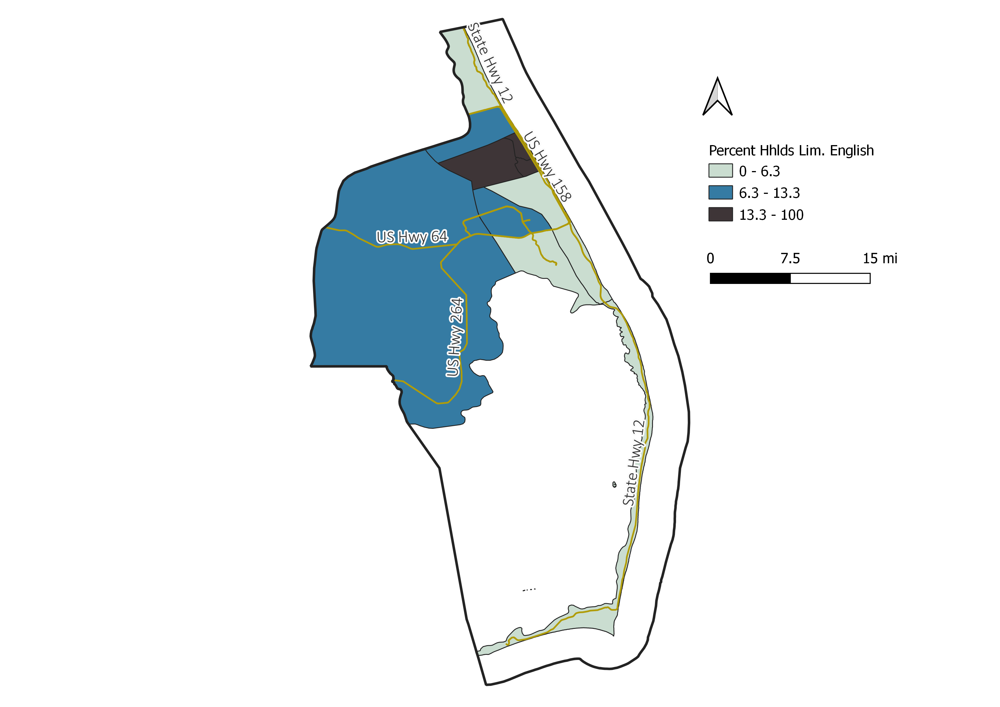 State Hwy 12
US Hwy 158
Percent Hhlds Lim. English
0 - 6.3
6.3 - 13.3
13.3 - 100
US Hwy 64
0 7.5 15 mi
US Hwy 264
State Hwy 12